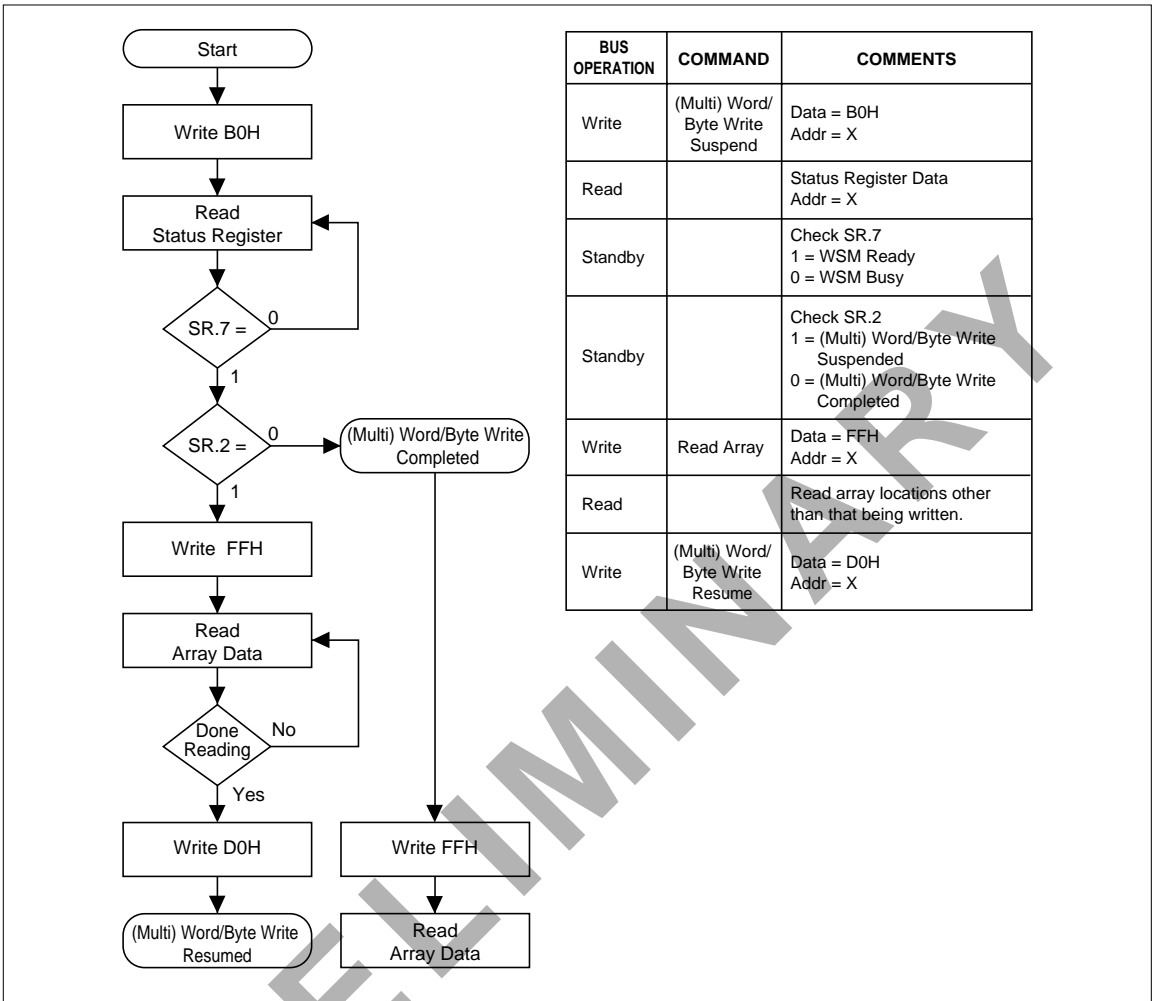 Start
Write B0H
Read
Status Register
SR.7 =
0
1
SR.2 =
0
(Multi) Word/Byte Write
Completed
1
Write FFH
Read
Array Data
Done
Reading
No
Yes
Write D0H
Write FFH
(Multi) Word/Byte Write
Resumed
Read
Array Data
BUS
OPERATION
COMMAND
COMMENTS
Write
(Multi) Word/
Byte Write
Suspend
Data = B0H
Addr = X
Read
Status Register Data
Addr = X
Standby
Check SR.7
1 = WSM Ready
0 = WSM Busy
Standby
Check SR.2
1 = (Multi) Word/Byte Write
Suspended
0 = (Multi) Word/Byte Write
Completed
Write
Read Array
Data = FFH
Addr = X
Read
Read array locations other
than that being written.
Write
(Multi) Word/
Byte Write
Resume
Data = D0H
Addr = X
ELIMINARY